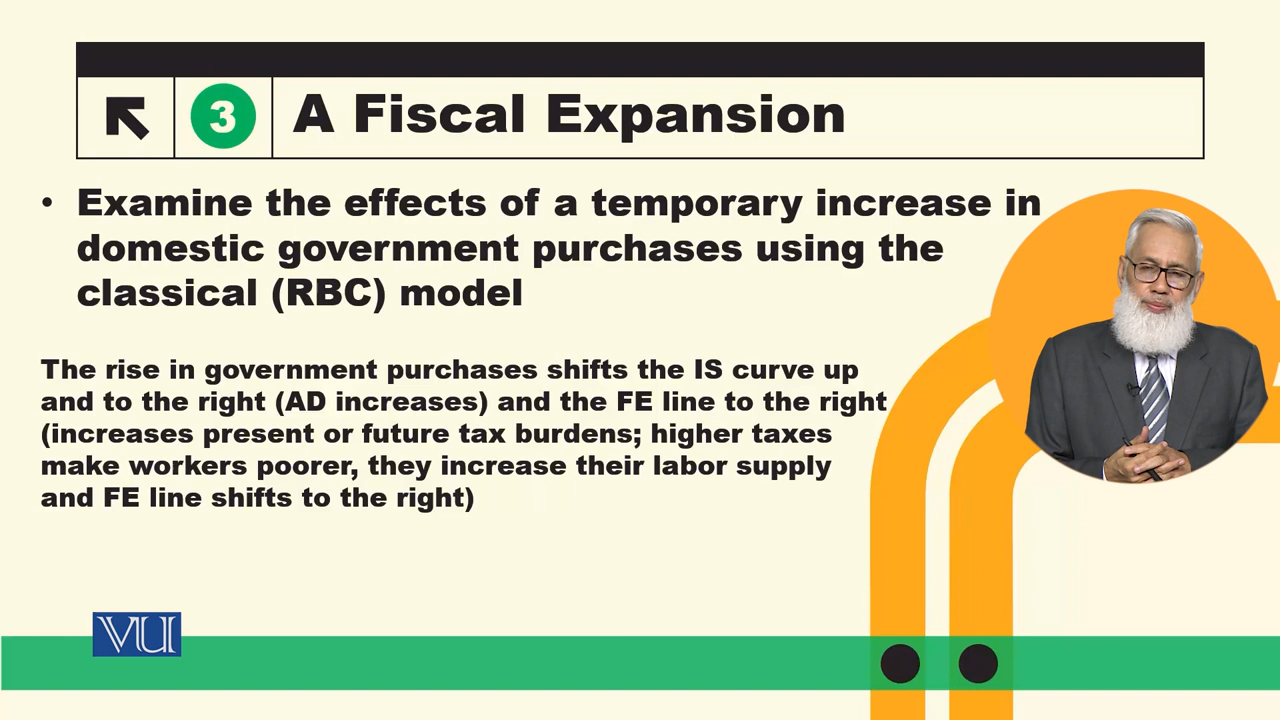 3
A Fiscal Expansion
• Examine the effects of a temporary increase in
domestic government purchases using the
classical (RBC) model
The rise in government purchases shifts the IS curve up
and to the right (AD increases) and the FE line to the right
(increases present or future tax burdens; higher taxes
make workers poorer, they increase their labor supply
and FE line shifts to the right)
VU